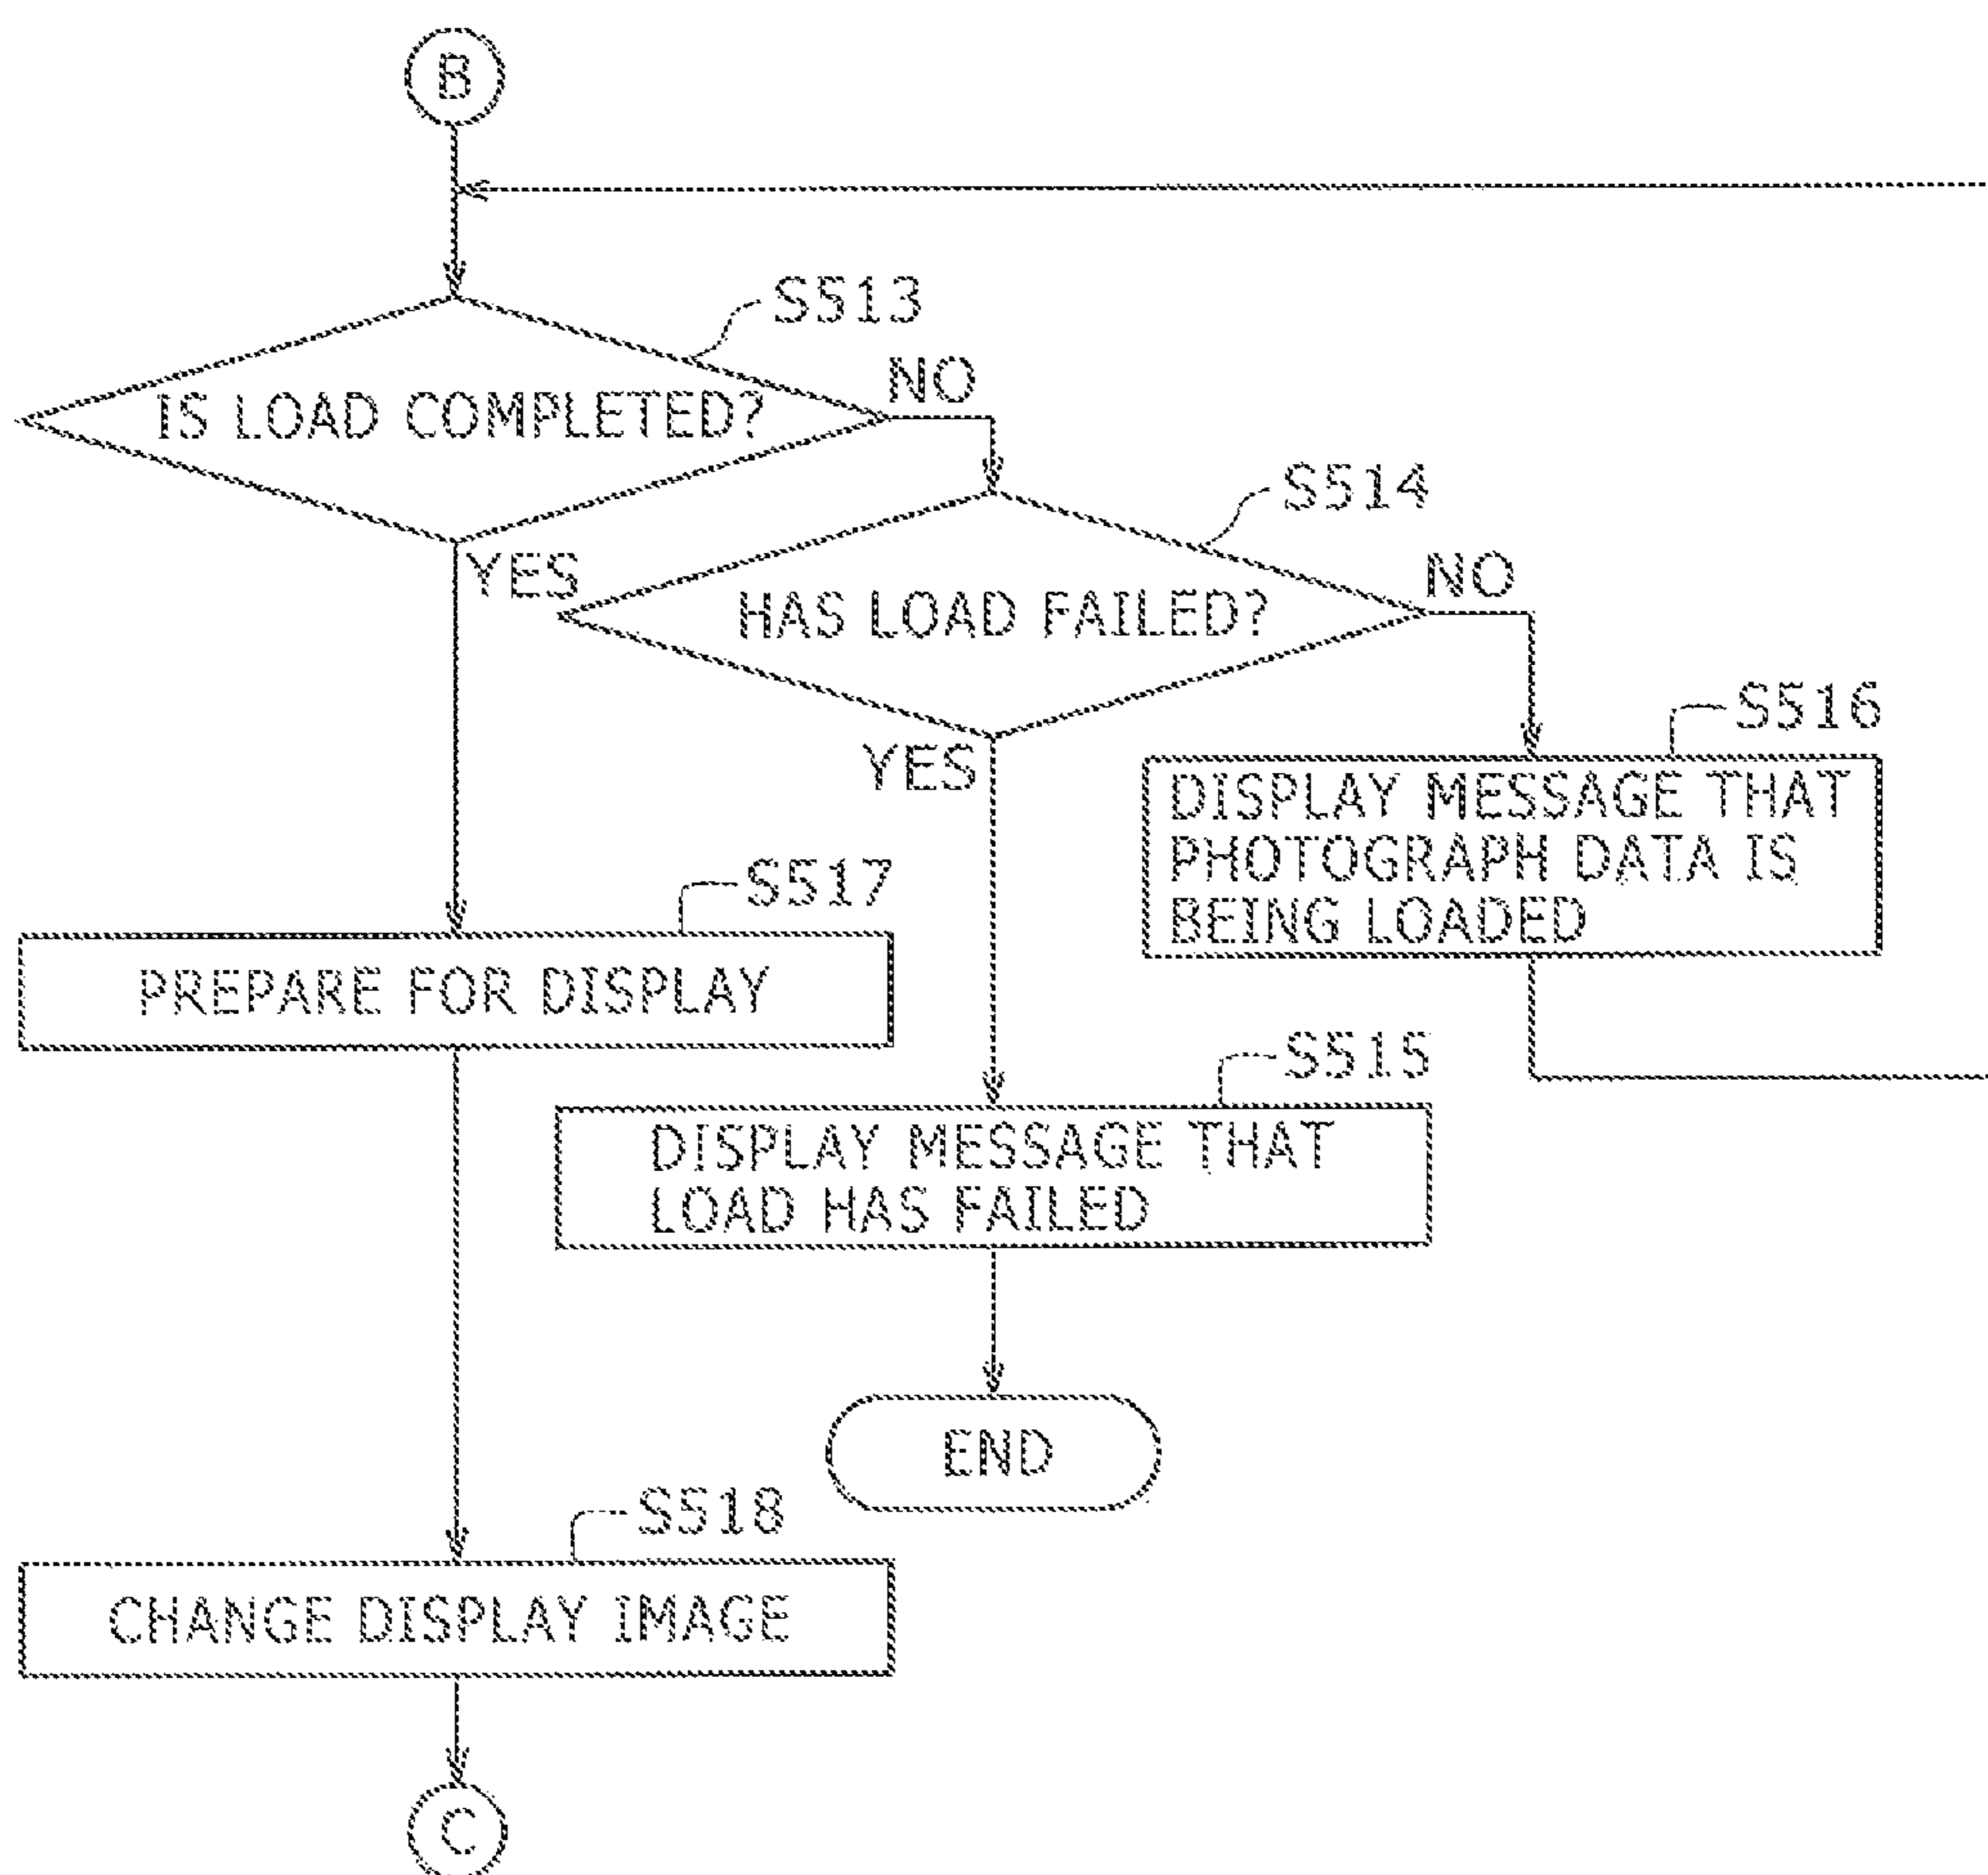 B
S513
IS LOAD COMPLETED?
NO
YES
S514
HAS LOAD FAILED?
NO
YES
S516
DISPLAY MESSAGE THAT
PHOTOGRAPH DATA IS
BEING LOADED
S517
PREPARE FOR DISPLAY
S515
DISPLAY MESSAGE THAT
LOAD HAS FAILED
END
S518
CHANGE DISPLAY IMAGE
C